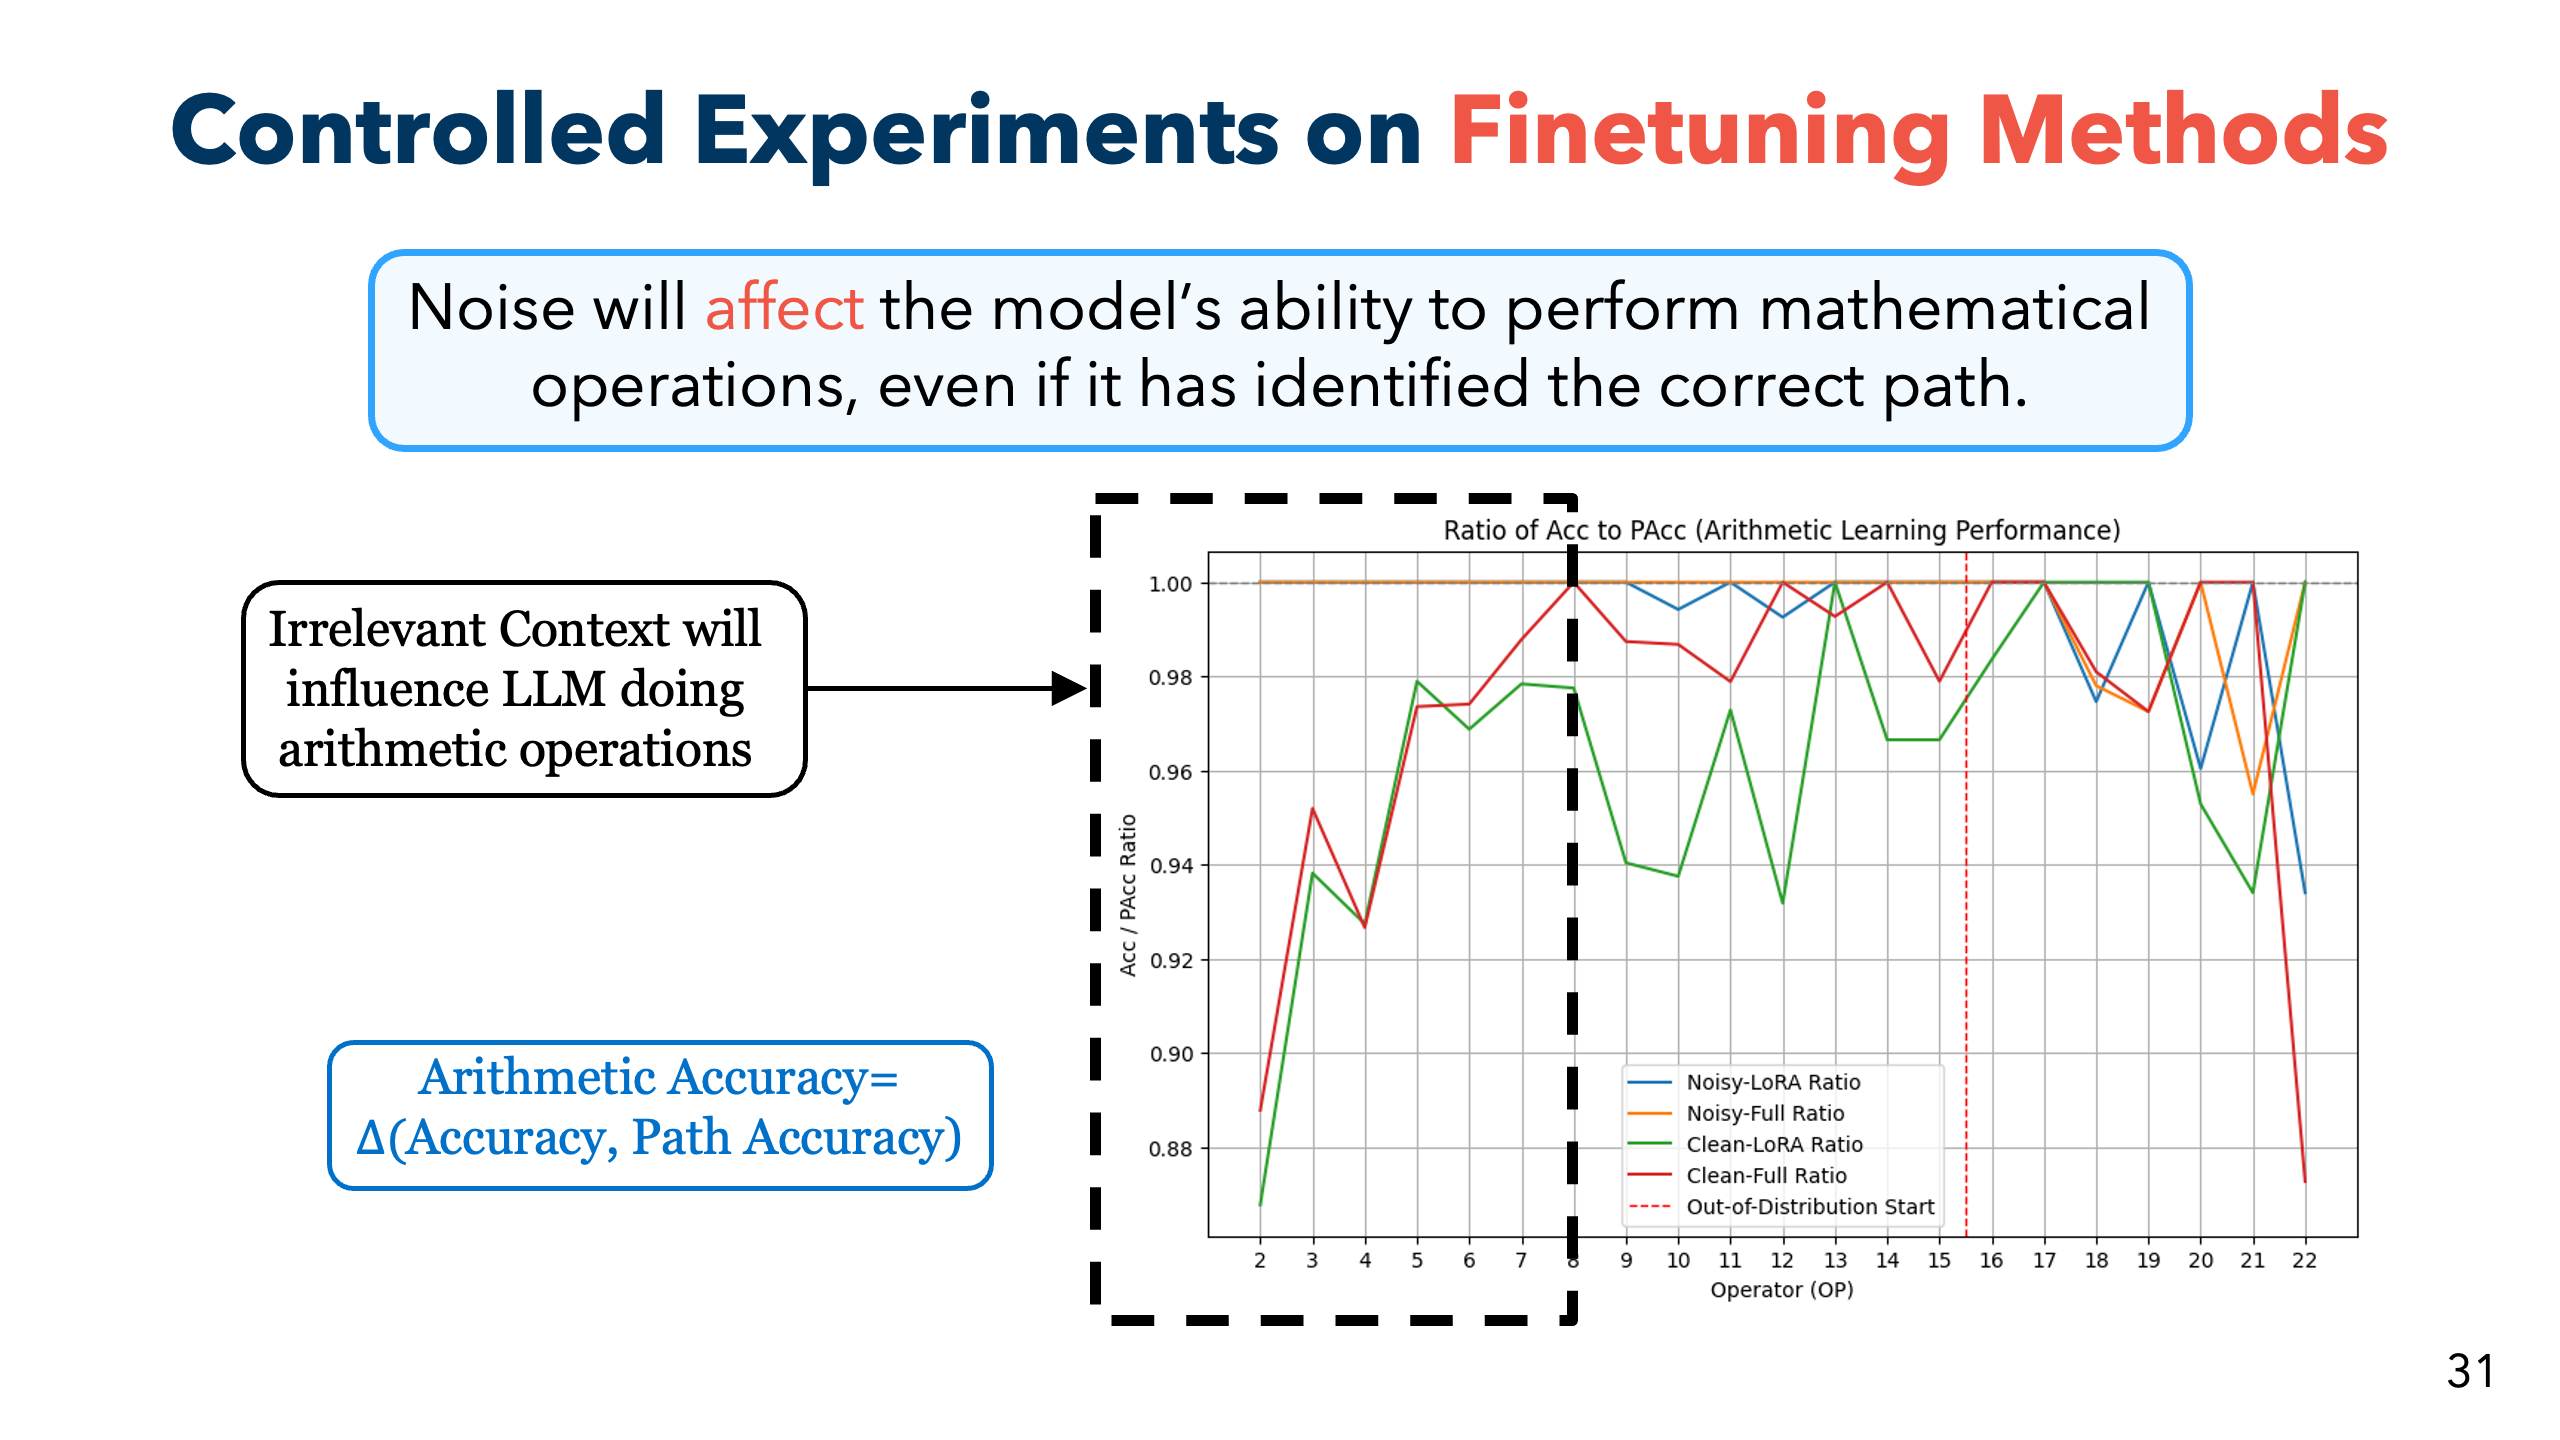 Controlled Experiments on Finetuning Methods
Noise will affect the model’s ability to perform mathematical
operations, even if it has identified the correct path.
Irrelevant Context will
influence LLM doing
arithmetic operations
Arithmetic Accuracy=
Δ(Accuracy, Path Accuracy)
Ratio of Acc to PAcc (Arithmetic Learning Performance)
Acc / PAcc Ratio
1.00
0.98
0.96
0.94
0.92
0.90
0.88
Noisy-LoRA Ratio
Noisy-Full Ratio
Clean-LoRA Ratio
Clean-Full Ratio
Out-of-Distribution Start
2 3 4 5 6 7 8 9 10 11 12 13 14 15 16 17 18 19 20 21 22
Operator (OP)
31